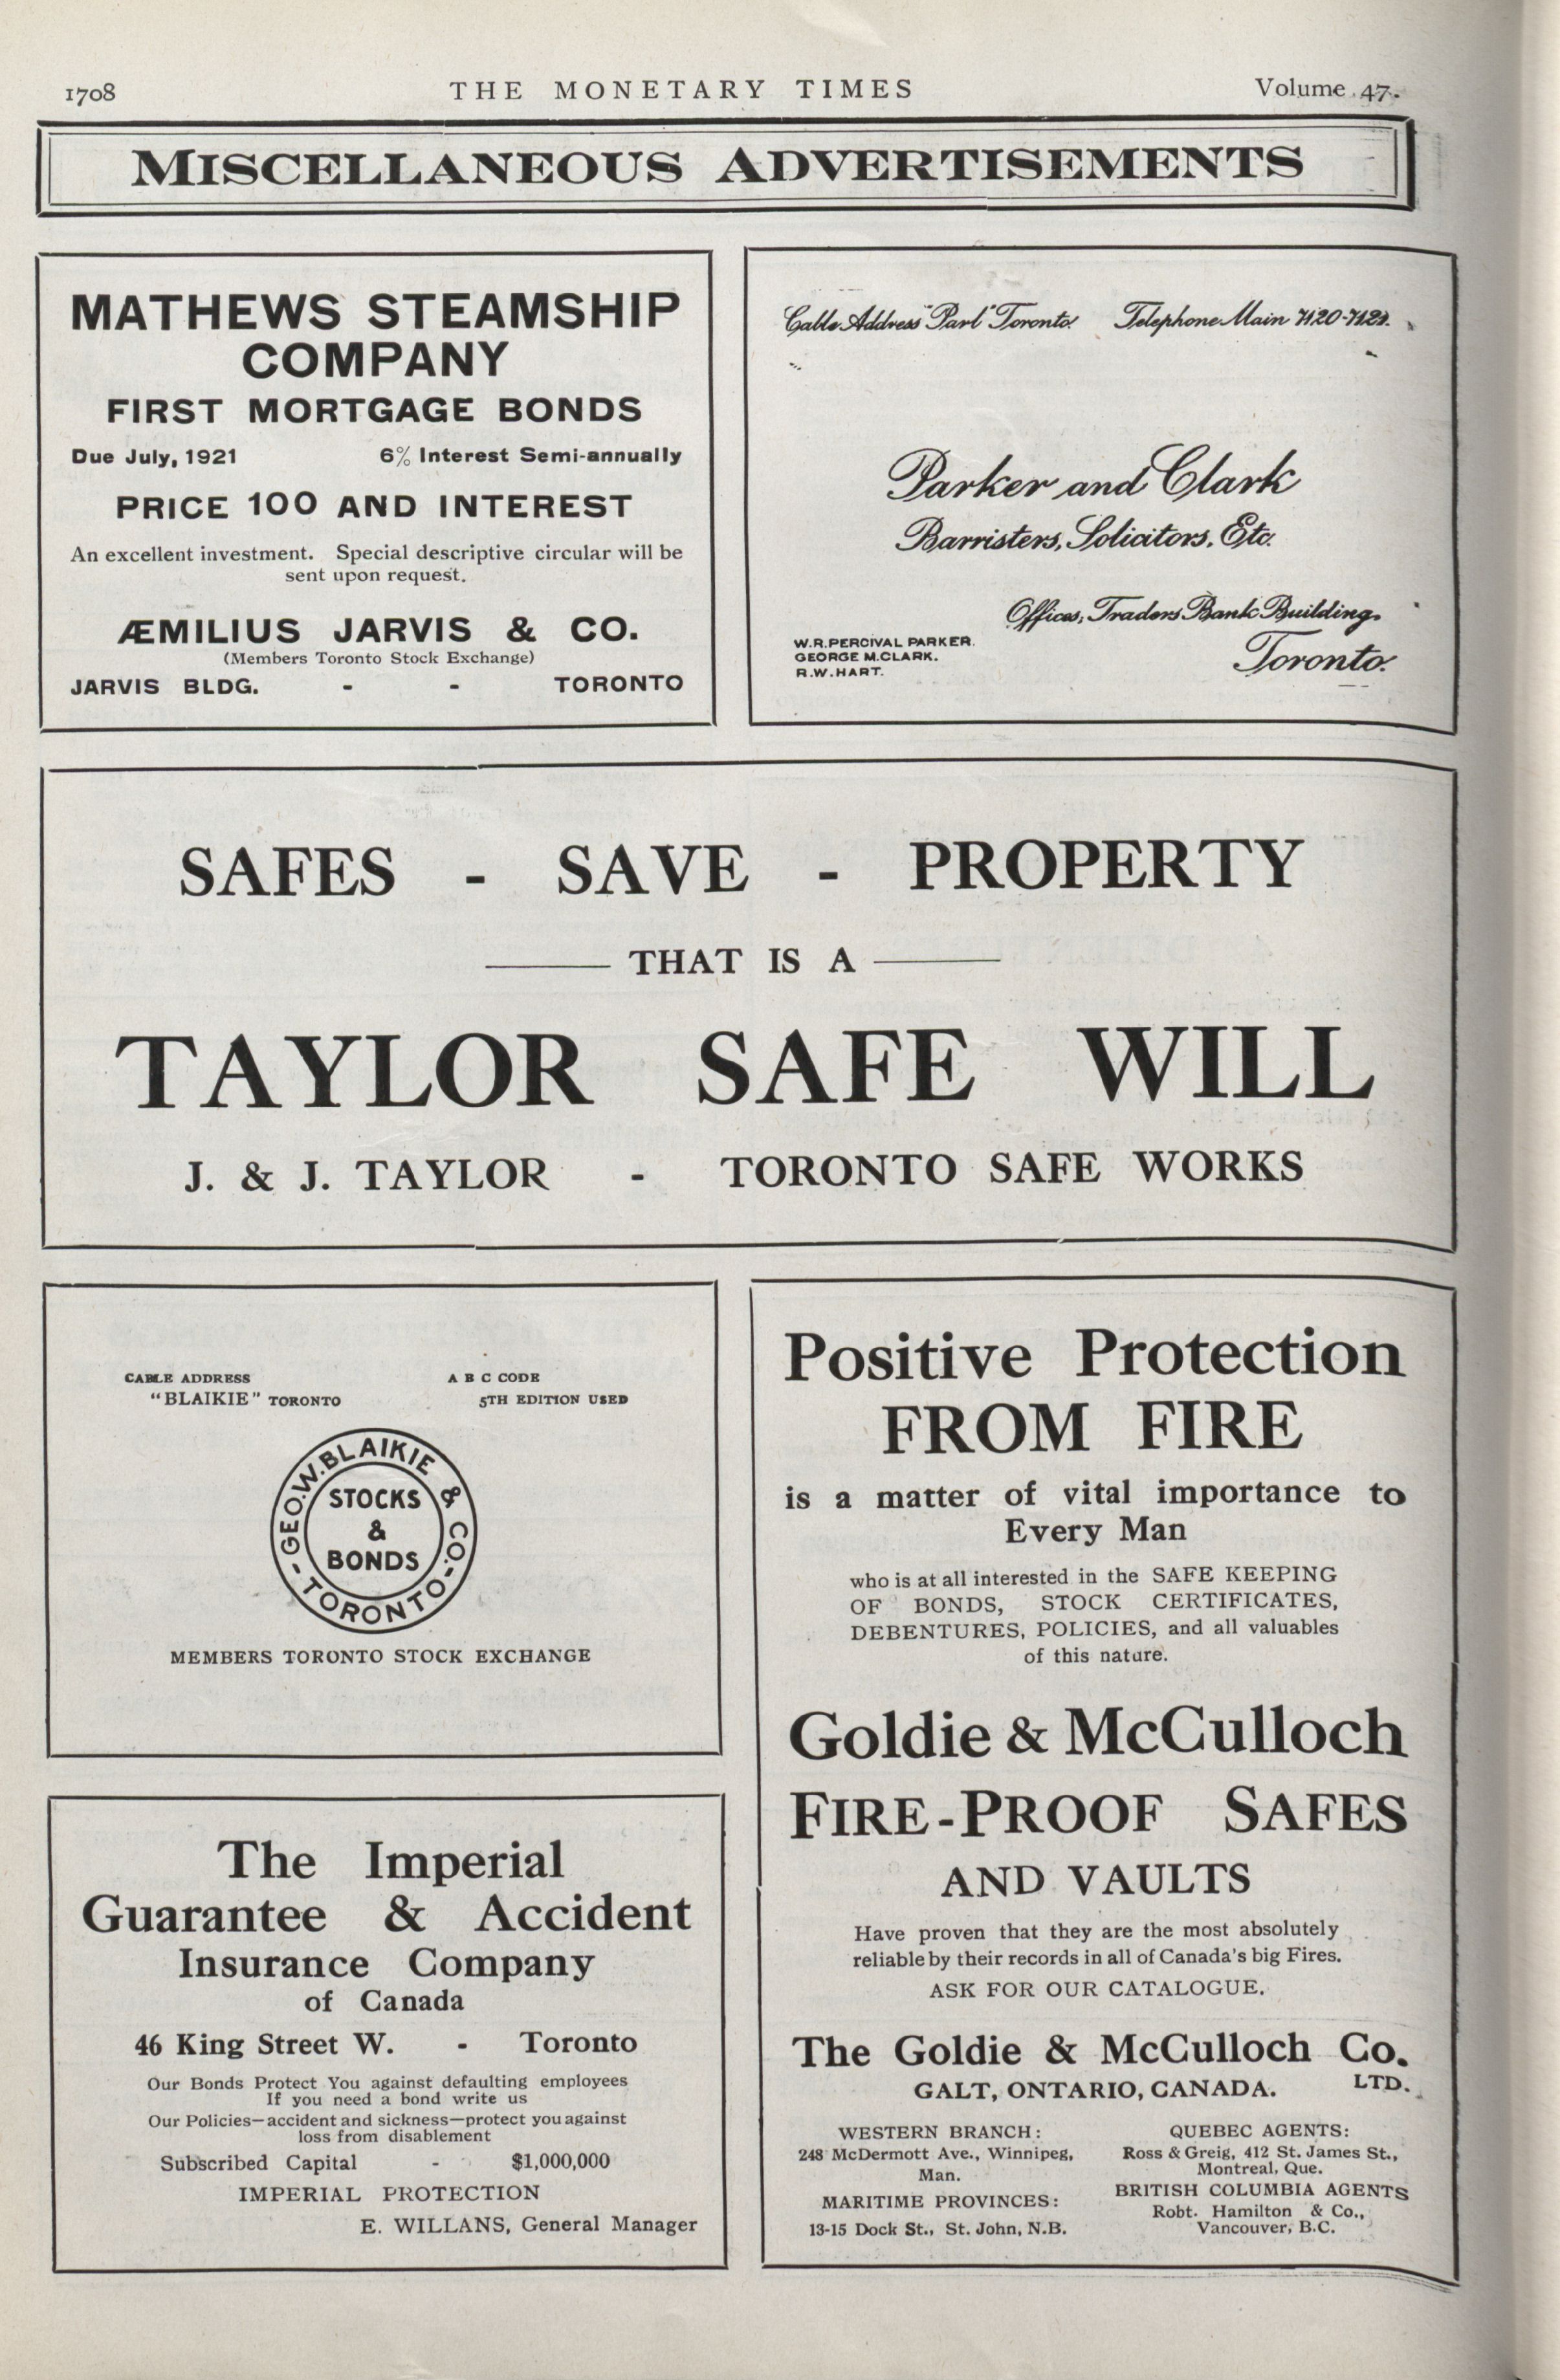 1708
THE MONETARY TIMES
Volume 47.
MISCELLANEOUS ADVERTISEMENTS
MATHEWS STEAMSHIP
COMPANY
FIRST MORTGAGE BONDS
Due July, 1921 6% Interest Semi-annually
PRICE 100 AND INTEREST
An excellent investment. Special descriptive circular will be
sent upon request.
ÆMILIUS JARVIS & CO.
(Members Toronto Stock Exchange)
JARVIS BLDG. - - TORONTO
Cable Address "Parl" Toronto. Telephone Main
Parker and Clark
Barristers, Solicitors, Etc.
Offices, Traders Bank Building,
Toronto.
W.R. PERCIVAL PARKER.
GEORGE M. CLARK.
R.W. HART.
SAFES - SAVE - PROPERTY
THAT IS A
TAYLOR SAFE WILL
J. & J. TAYLOR - TORONTO SAFE WORKS
CABLE ADDRESS
"BLAIKIE" TORONTO
A B C CODE
5TH EDITION USED
GEO. W. BLAIKIE & CO. - TORONTO -
STOCKS
&
BONDS
MEMBERS TORONTO STOCK EXCHANGE
The Imperial
Guarantee & Accident
Insurance Company
of Canada
46 King Street W. - Toronto
Our Bonds Protect You against defaulting employees
If you need a bond write us
Our Policies—accident and sickness—protect you against
loss from disablement
Subscribed Capital - $1,000,000
IMPERIAL PROTECTION
E. WILLANS, General Manager
Positive Protection
FROM FIRE
is a matter of vital importance to
Every Man
who is at all interested in the SAFE KEEPING
OF BONDS, STOCK CERTIFICATES,
DEBENTURES, POLICIES, and all valuables
of this nature.
Goldie & McCulloch
FIRE-PROOF SAFES
AND VAULTS
Have proven that they are the most absolutely
reliable by their records in all of Canada's big Fires.
ASK FOR OUR CATALOGUE.
The Goldie & McCulloch Co.
LTD.
GALT, ONTARIO, CANADA.
WESTERN BRANCH:
248 McDermott Ave., Winnipeg,
Man.
MARITIME PROVINCES:
13-15 Dock St., St. John, N.B.
QUEBEC AGENTS:
Ross & Greig, 412 St. James St.,
Montreal, Que.
BRITISH COLUMBIA AGENTS
Robt. Hamilton & Co.,
Vancouver, B.C.